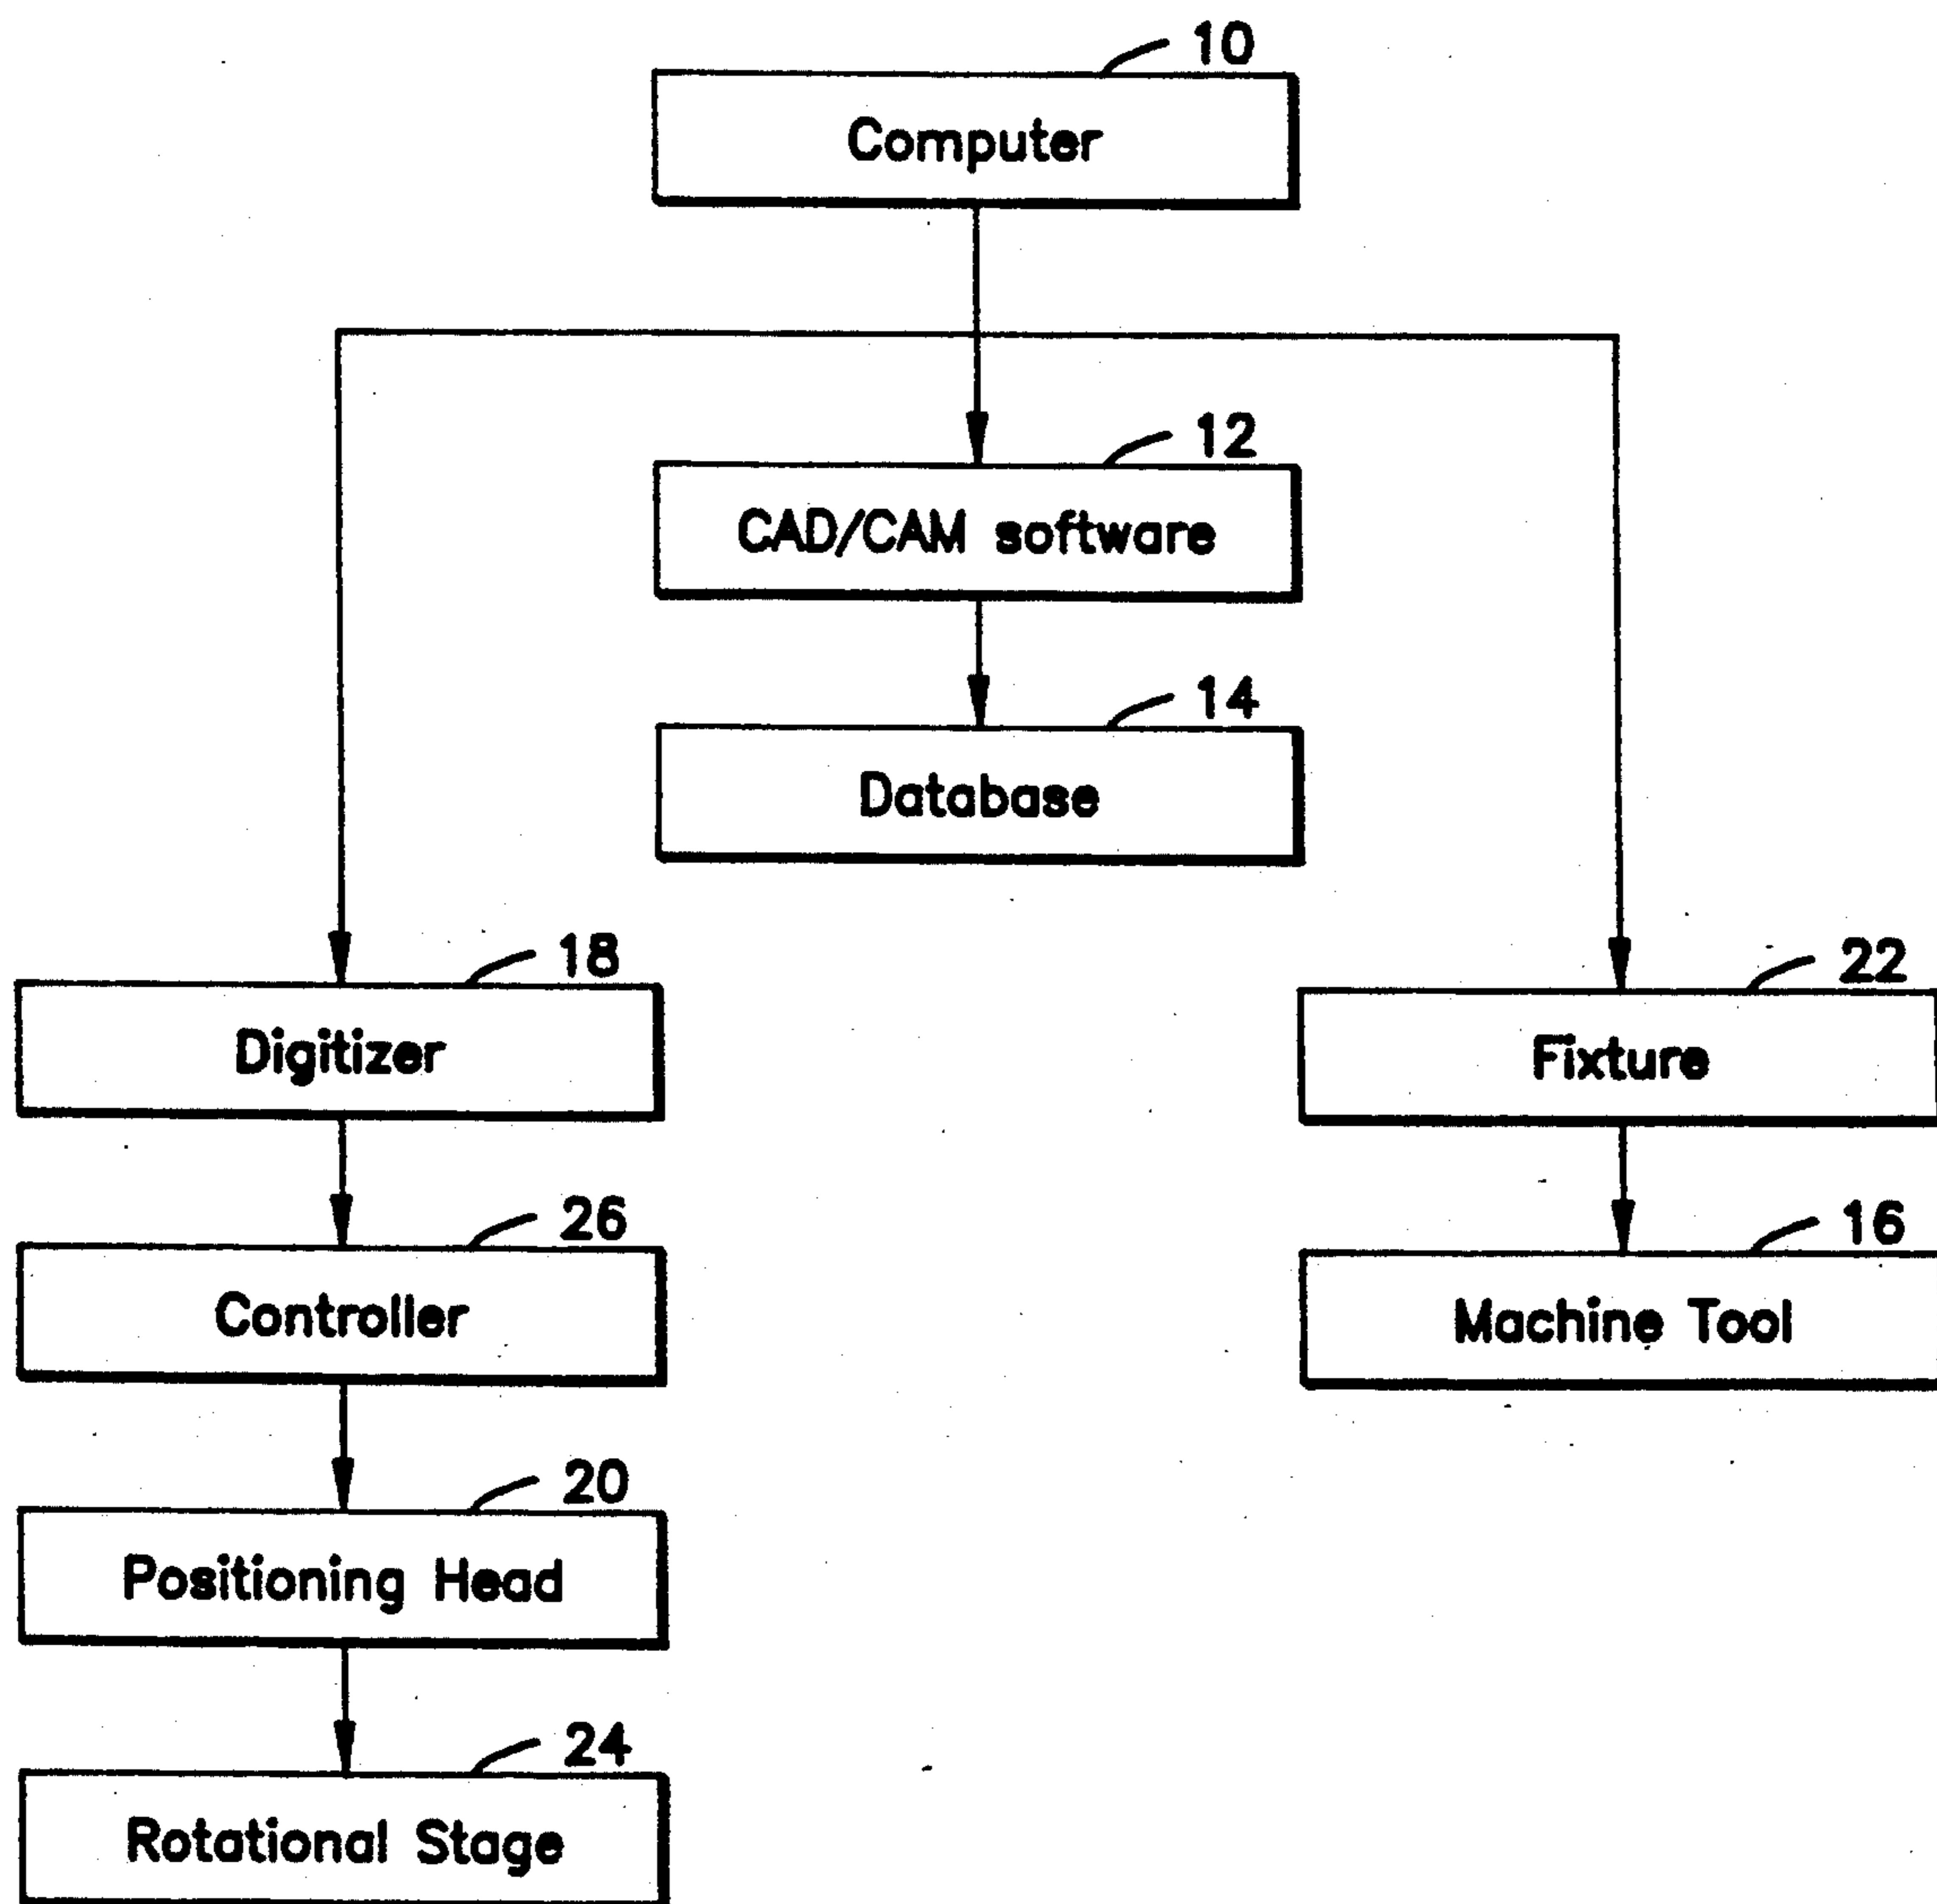 10
Computer
12
CAD/CAM software
14
Database
18
Digitizer
22
Fixture
26
Controller
16
Machine Tool
20
Positioning Head
24
Rotational Stage